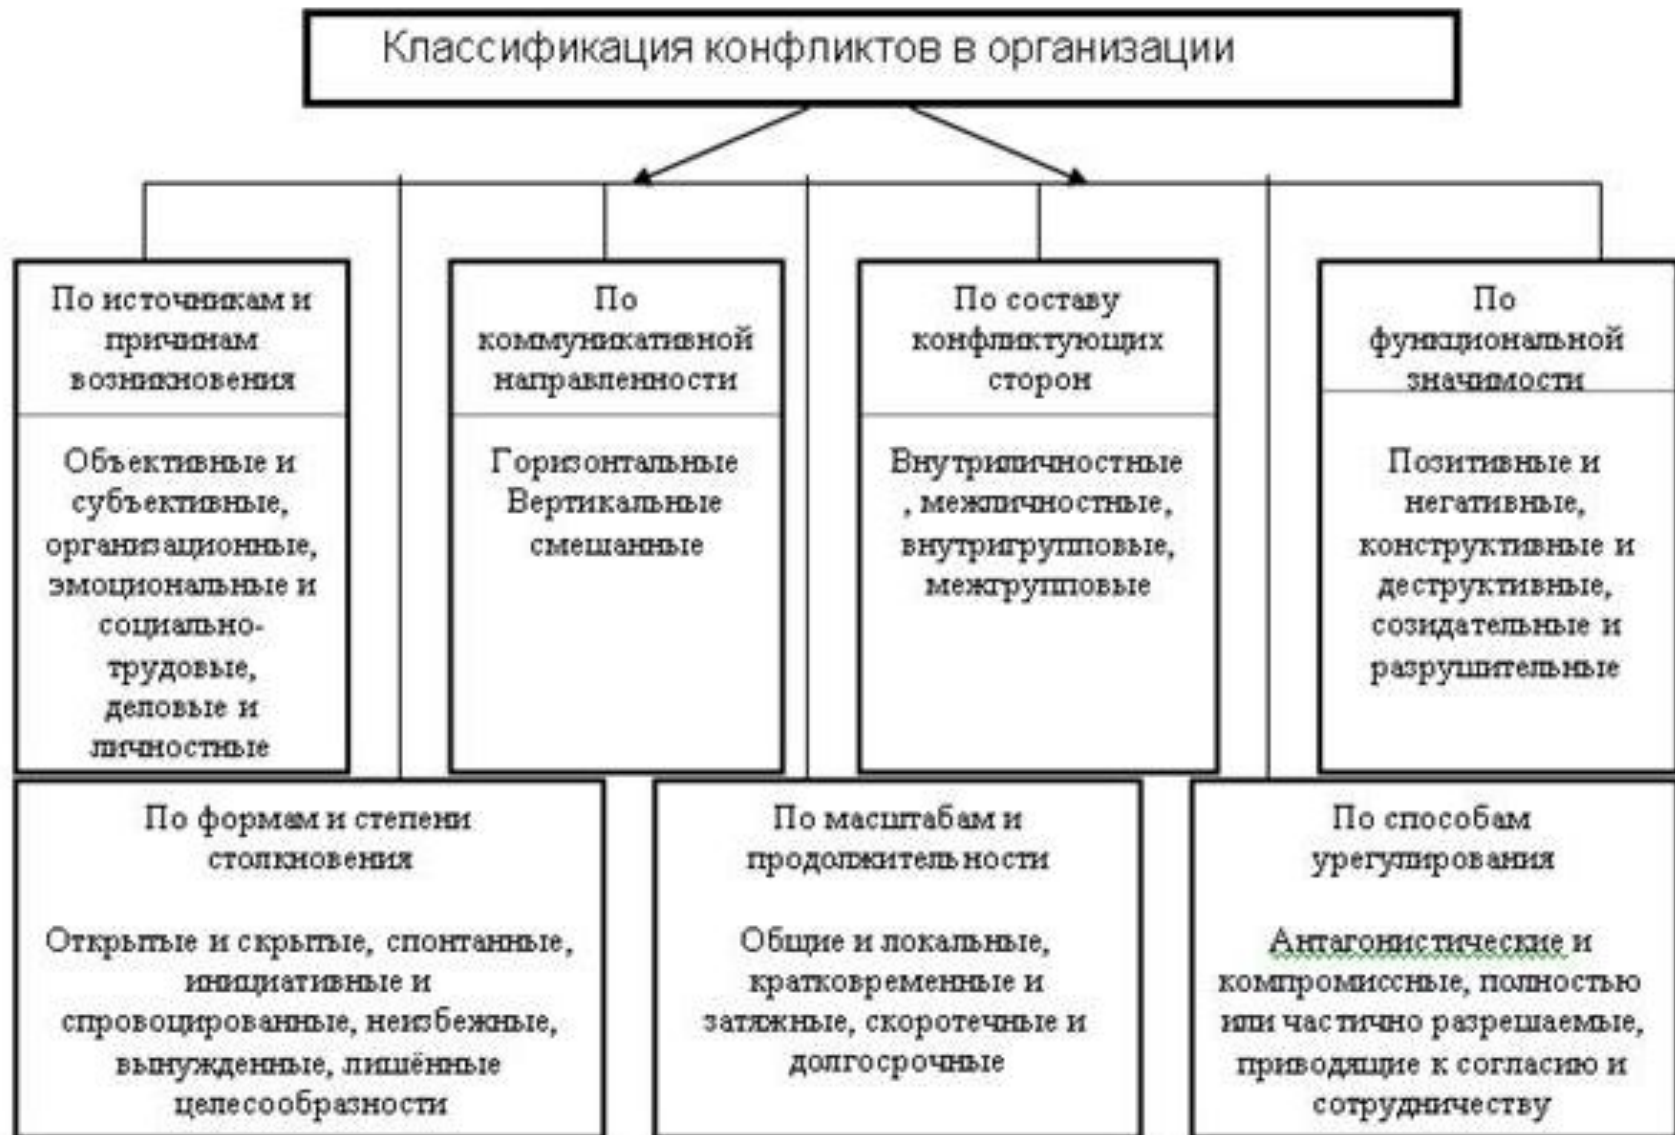 Классификация конфликтов в организации
По источникам и
причинам
возникновения
Объективные и
субъективные,
организационные,
эмоциональные и
социально-
трудовые,
деловые и
личностные
По
коммуникативной
направленности
Горизонтальные
Вертикальные
смешанные
По составу
конфликтующих
сторон
Внутриличностные
, межличностные,
внутригрупповые,
межгрупповые
По
функциональной
значимости
Позитивные и
негативные,
конструктивные и
деструктивные,
созидательные и
разрушительные
По формам и степени
столкновения
Открытые и скрытые, спонтанные,
инициативные и
спровоцированные, неизбежные,
вынужденные, лишённые
целесообразности
По масштабам и
продолжительности
Общие и локальные,
кратковременные и
затяжные, скоротечные и
долгосрочные
По способам
урегулирования
Антагонистические и
компромиссные, полностью
или частично разрешаемые,
приводящие к согласию и
сотрудничеству